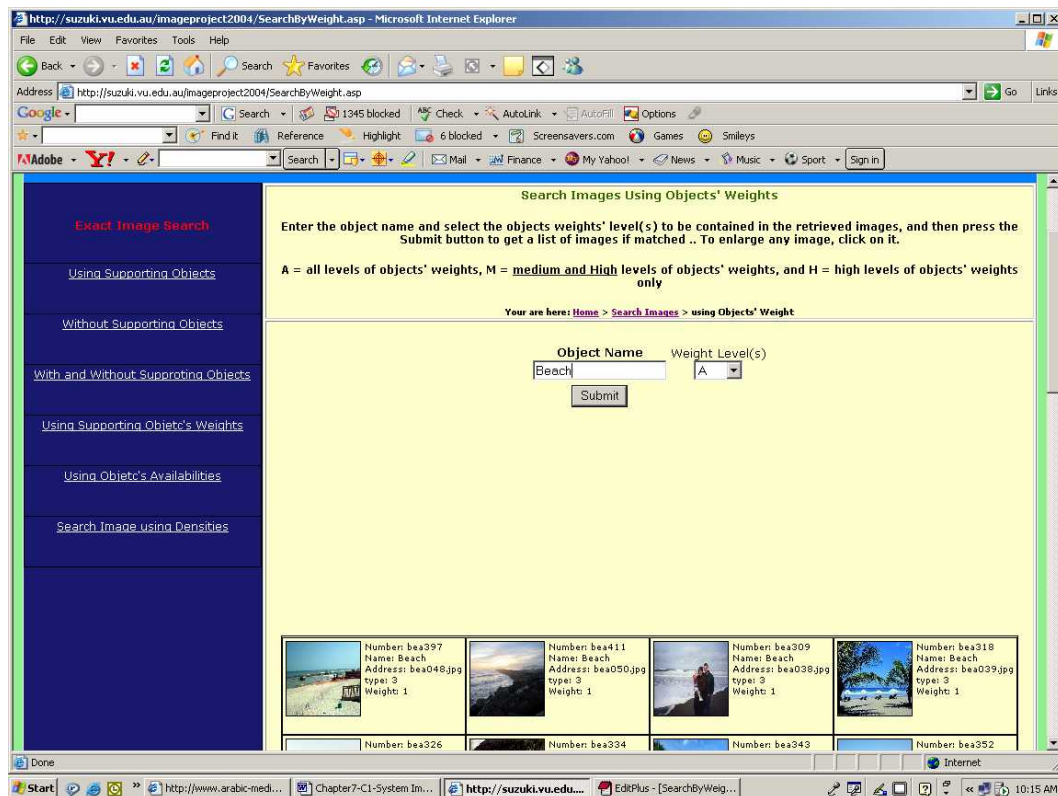 http://suzuki.vu.edu.au/imageproject2004/SearchByWeight.asp - Microsoft Internet Explorer
File Edit View Favorites Tools Help
Back Search Favorites
Address http://suzuki.vu.edu.au/imageproject2004/SearchByWeight.asp Go Links
Google Search 1345 blocked ABC Check AutoLink AutoFill Options
Find it Reference Highlight 6 blocked Screensavers.com Games Smileys
Adobe Y! Search Mail Finance My Yahoo! News Music Sport Sign in
Exact Image Search
Using Supporting Objects
Without Supporting Objects
With and Without Supproting Objects
Using Supporting Objetc's Weights
Using Objetc's Availabilities
Search Image using Densities
Search Images Using Objects' Weights
Enter the object name and select the objects weights' level(s) to be contained in the retrieved images, and then press the
Submit button to get a list of images if matched .. To enlarge any image, click on it.
A = all levels of objects' weights, M = medium and High levels of objects' weights, and H = high levels of objects' weights
only
Your are here: Home > Search Images > using Objects' Weight
Object Name Weight Level(s)
Beach A
Submit
Number: bea397
Name: Beach
Address: bea048.jpg
type: 3
Weight: 1
Number: bea411
Name: Beach
Address: bea050.jpg
type: 3
Weight: 1
Number: bea309
Name: Beach
Address: bea038.jpg
type: 3
Weight: 1
Number: bea318
Name: Beach
Address: bea039.jpg
type: 3
Weight: 1
Number: bea326
Number: bea334
Number: bea343
Number: bea352
Done Internet
Start » http://www.arabic-medi... Chapter7-C1-System Im... http://suzuki.vu.edu.... EditPlus - [SearchByWeig... « 10:15 AM